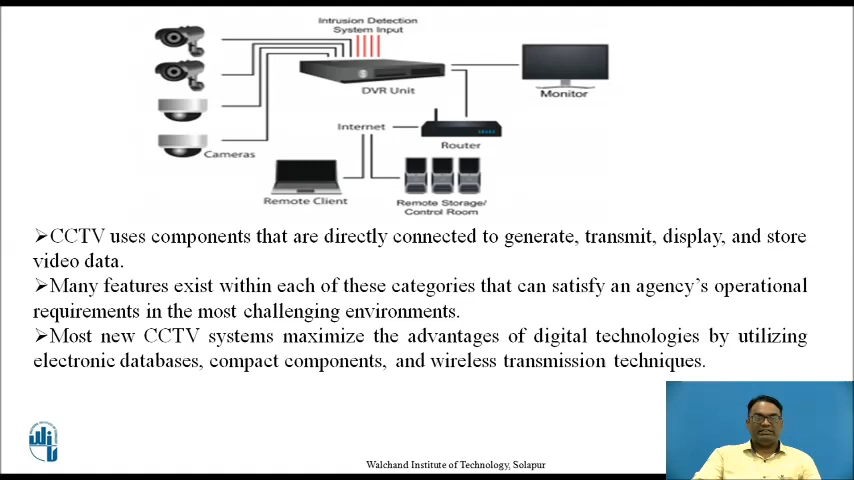 Intrusion Detection
System Input
DVR Unit
Monitor
Internet
Router
Cameras
Remote Client
Remote Storage/
Control Room
➢CCTV uses components that are directly connected to generate, transmit, display, and store
video data.
➢Many features exist within each of these categories that can satisfy an agency’s operational
requirements in the most challenging environments.
➢Most new CCTV systems maximize the advantages of digital technologies by utilizing
electronic databases, compact components, and wireless transmission techniques.
Walchand Institute of Technology, Solapur